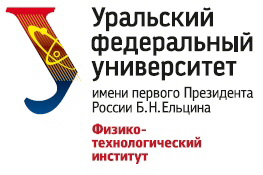 Уральский
федеральный
университет
имени первого Президента
России Б.Н.Ельцина
Физико-
технологический
институт